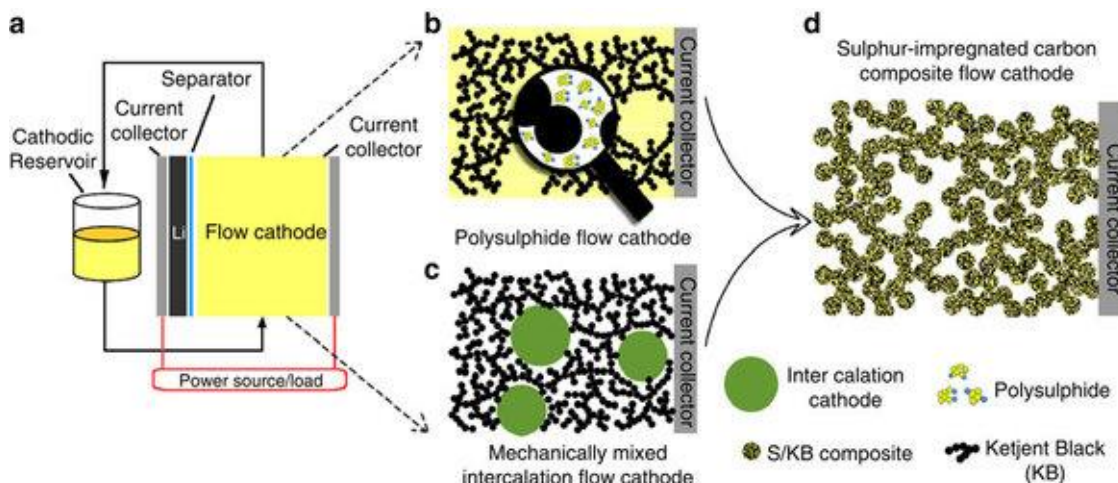 a
Separator
Current
collector
Cathodic
Reservoir
Current
collector
Li
Flow cathode
Power source/load
b
Current collector
Polysulphide flow cathode
c
Current collector
Mechanically mixed
intercalation flow cathode
d
Sulphur-impregnated carbon
composite flow cathode
Current collector
Inter calation
cathode
Polysulphide
S/KB composite
Ketjent Black
(KB)